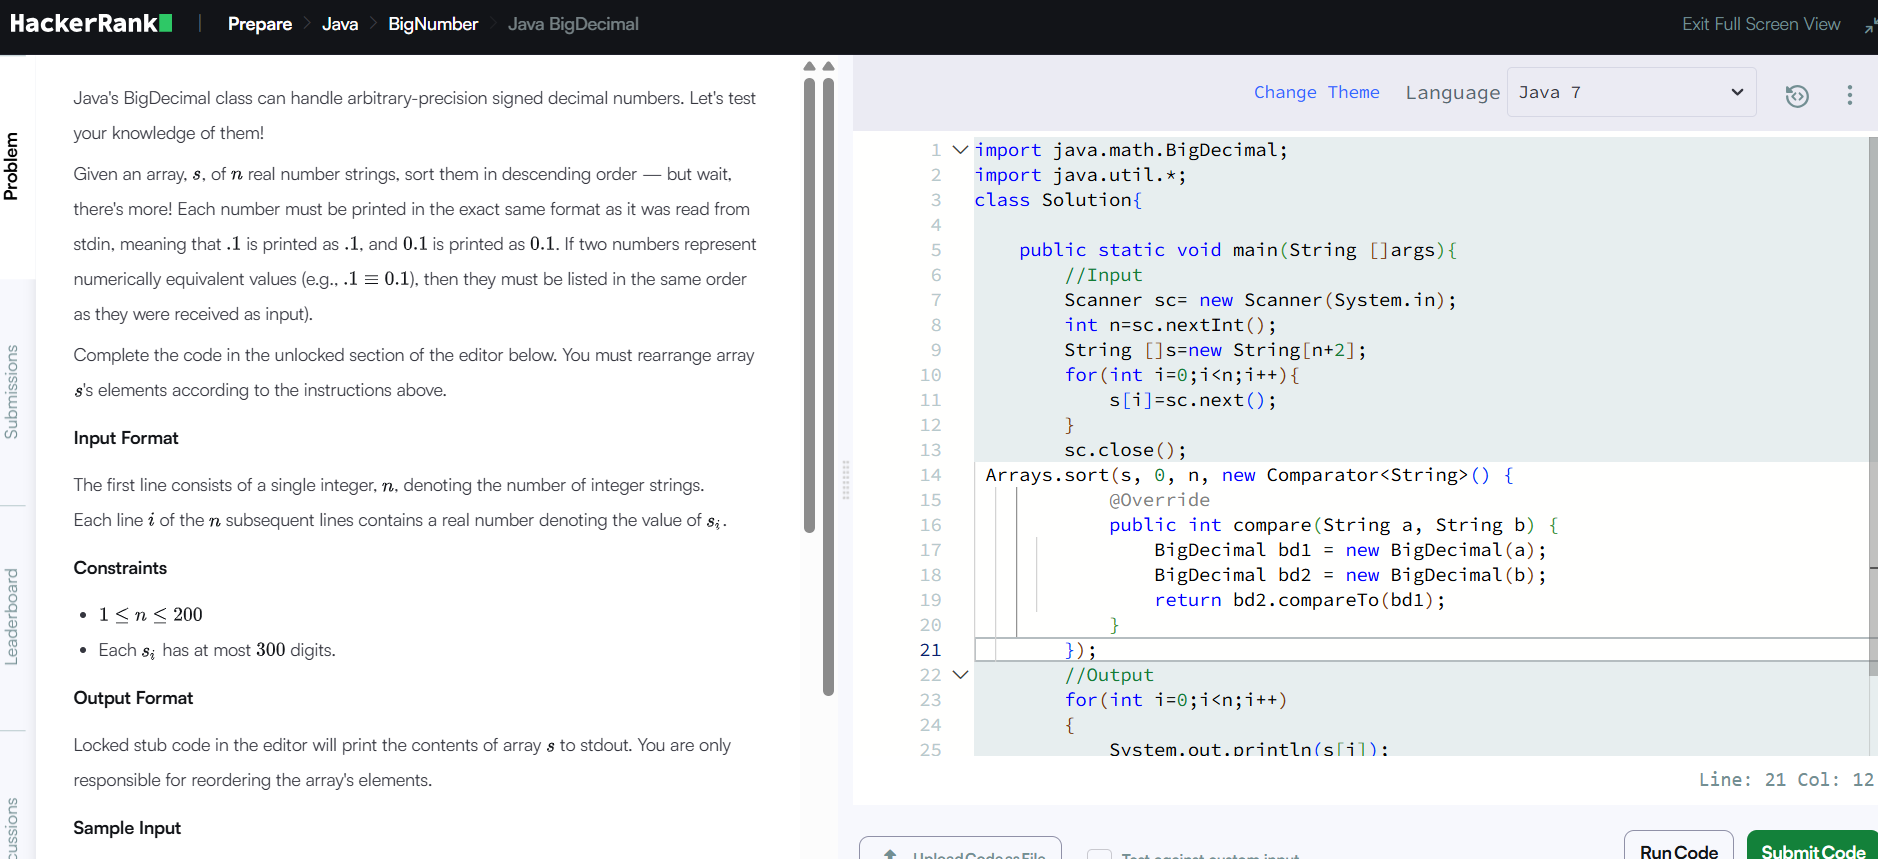 HackerRank | Prepare > Java > BigNumber > Java BigDecimal
Exit Full Screen View
Problem
Submissions
Leaderboard
Java's BigDecimal class can handle arbitrary-precision signed decimal numbers. Let's test
your knowledge of them!
Given an array, s, of n real number strings, sort them in descending order — but wait,
there's more! Each number must be printed in the exact same format as it was read from
stdin, meaning that .1 is printed as .1, and 0.1 is printed as 0.1. If two numbers represent
numerically equivalent values (e.g., .1 ≡ 0.1), then they must be listed in the same order
as they were received as input).
Complete the code in the unlocked section of the editor below. You must rearrange array
s's elements according to the instructions above.
Input Format
The first line consists of a single integer, n, denoting the number of integer strings.
Each line i of the n subsequent lines contains a real number denoting the value of s_i.
Constraints
• 1 ≤ n ≤ 200
• Each s_i has at most 300 digits.
Output Format
Locked stub code in the editor will print the contents of array s to stdout. You are only
responsible for reordering the array's elements.
Sample Input
Change Theme Language Java 7
1 import java.math.BigDecimal;
2 import java.util.*;
3 class Solution{
4
5 public static void main(String []args){
6 //Input
7 Scanner sc= new Scanner(System.in);
8 int n=sc.nextInt();
9 String []s=new String[n+2];
10 for(int i=0;i<n;i++){
11 s[i]=sc.next();
12 }
13 sc.close();
14 Arrays.sort(s, 0, n, new Comparator<String>() {
15 @Override
16 public int compare(String a, String b) {
17 BigDecimal bd1 = new BigDecimal(a);
18 BigDecimal bd2 = new BigDecimal(b);
19 return bd2.compareTo(bd1);
20 }
21 });
22 //Output
23 for(int i=0;i<n;i++)
24 {
25 System.out.println(s[i]);
Line: 21 Col: 12
Upload Code as File
Test against custom input
Run Code
Submit Code